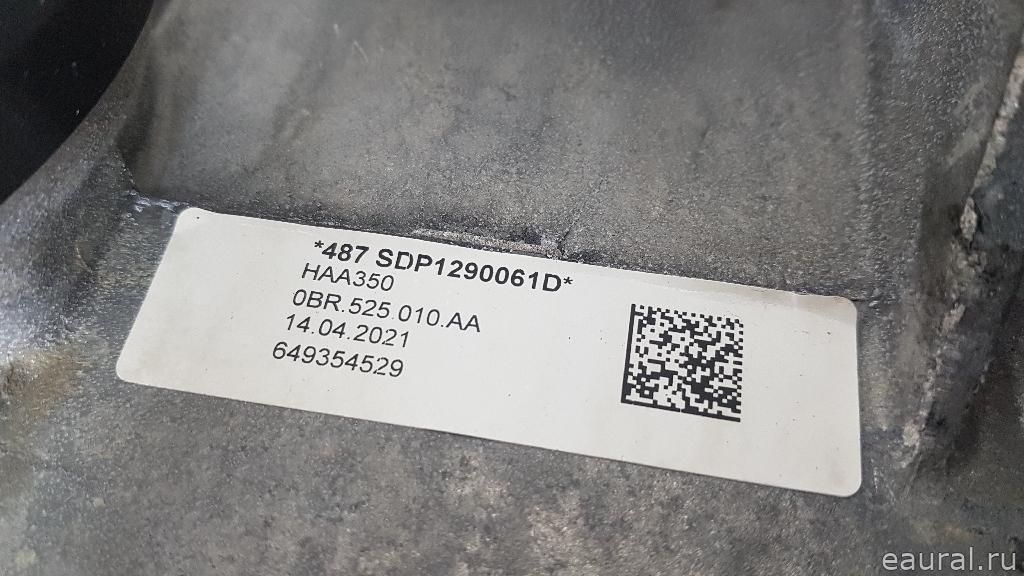 *487 SDP1290061D*
HAA350
0BR.525.010.AA
14.04.2021
649354529
eaural.ru